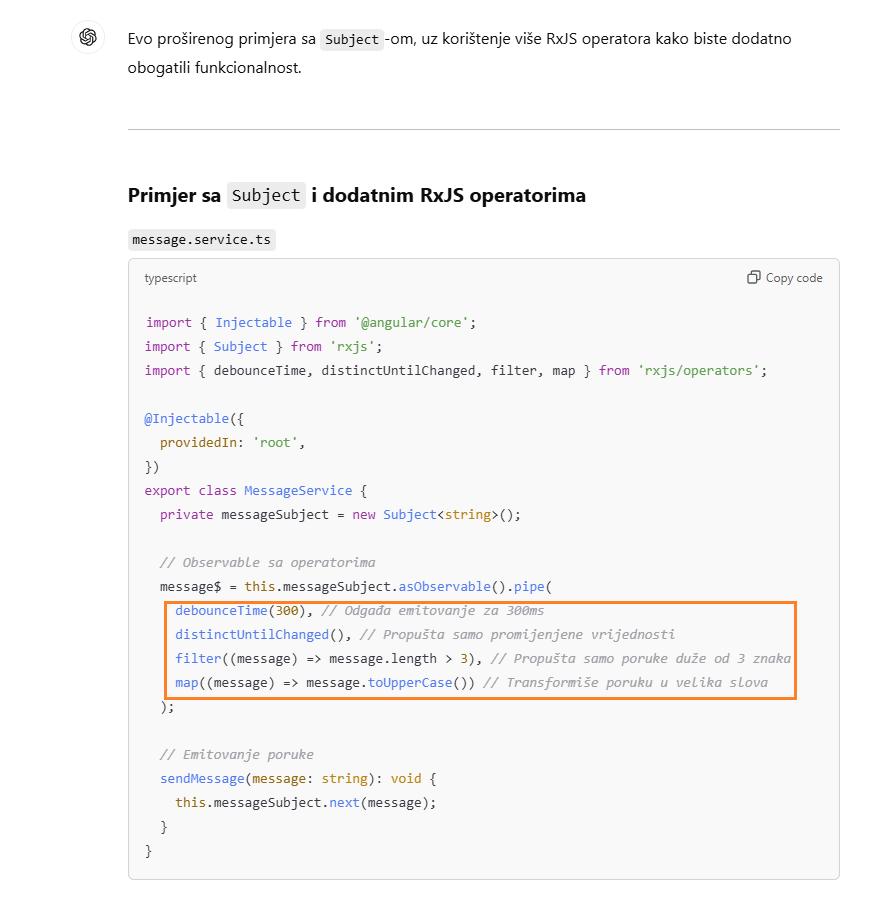 Evo proširenog primjera sa Subject-om, uz korištenje više RxJS operatora kako biste dodatno
obogatili funkcionalnost.
Primjer sa Subject i dodatnim RxJS operatorima
message.service.ts
typescript
Copy code
import { Injectable } from '@angular/core';
import { Subject } from 'rxjs';
import { debounceTime, distinctUntilChanged, filter, map } from 'rxjs/operators';
@Injectable({
  providedIn: 'root',
})
export class MessageService {
  private messageSubject = new Subject<string>();
  // Observable sa operatorima
  message$ = this.messageSubject.asObservable().pipe(
    debounceTime(300), // Odgađa emitovanje za 300ms
    distinctUntilChanged(), // Propušta samo promijenjene vrijednosti
    filter((message) => message.length > 3), // Propušta samo poruke duže od 3 znaka
    map((message) => message.toUpperCase()) // Transformiše poruku u velika slova
  );
  // Emitovanje poruke
  sendMessage(message: string): void {
    this.messageSubject.next(message);
  }
}